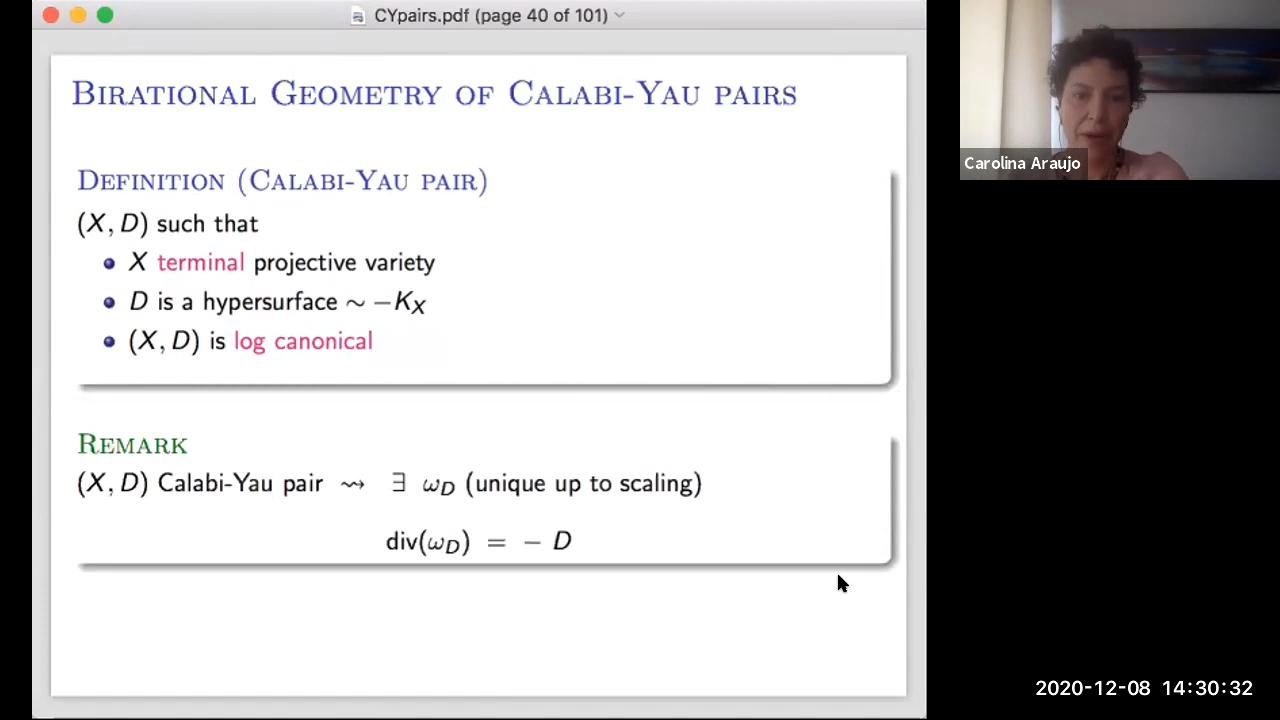 CYpairs.pdf (page 40 of 101)
BIRATIONAL GEOMETRY OF CALABI-YAU PAIRS
DEFINITION (CALABI-YAU PAIR)
(X, D) such that
• X terminal projective variety
• D is a hypersurface ∼ −K_X
• (X, D) is log canonical
REMARK
(X, D) Calabi-Yau pair ⇝ ∃ ω_D (unique up to scaling)
div(ω_D) = − D
Carolina Araujo
2020-12-08 14:30:32